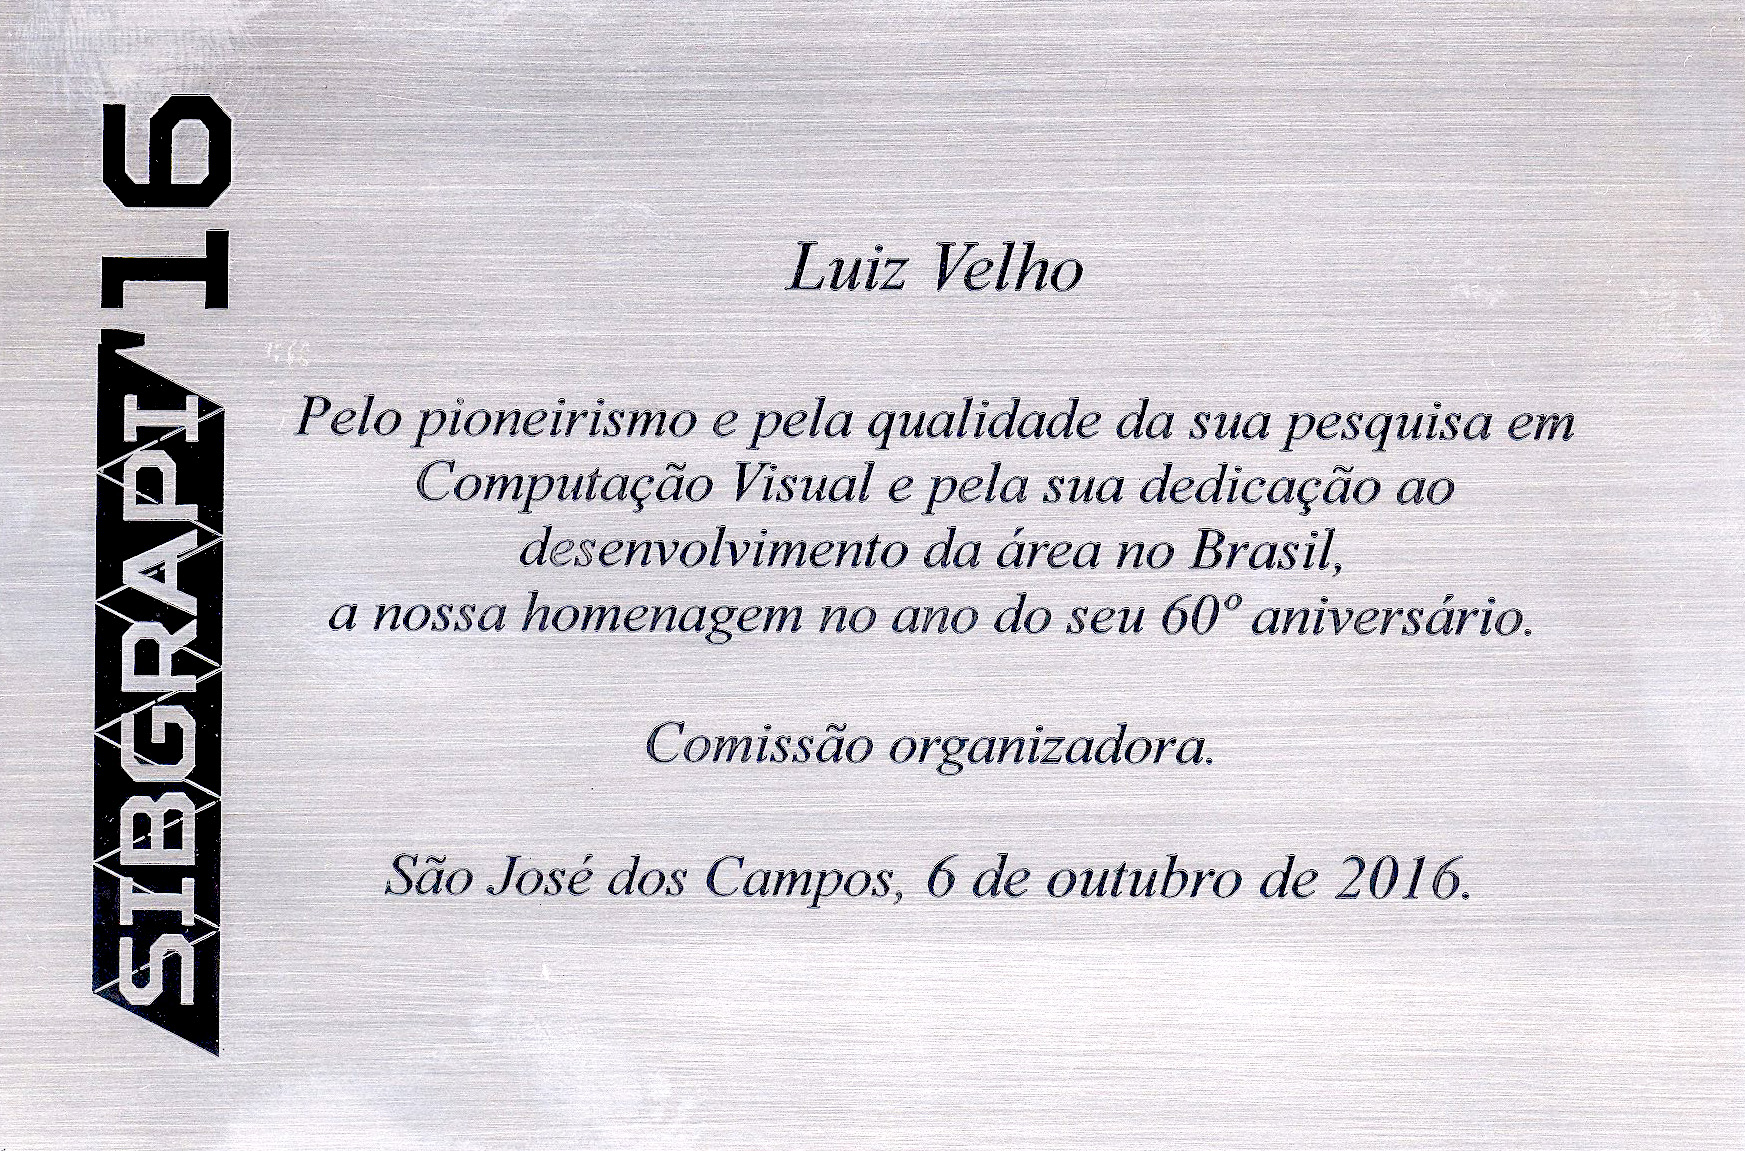 SIBGRAPI'16
Luiz Velho
Pelo pioneirismo e pela qualidade da sua pesquisa em
Computação Visual e pela sua dedicação ao
desenvolvimento da área no Brasil,
a nossa homenagem no ano do seu 60º aniversário.
Comissão organizadora.
São José dos Campos, 6 de outubro de 2016.